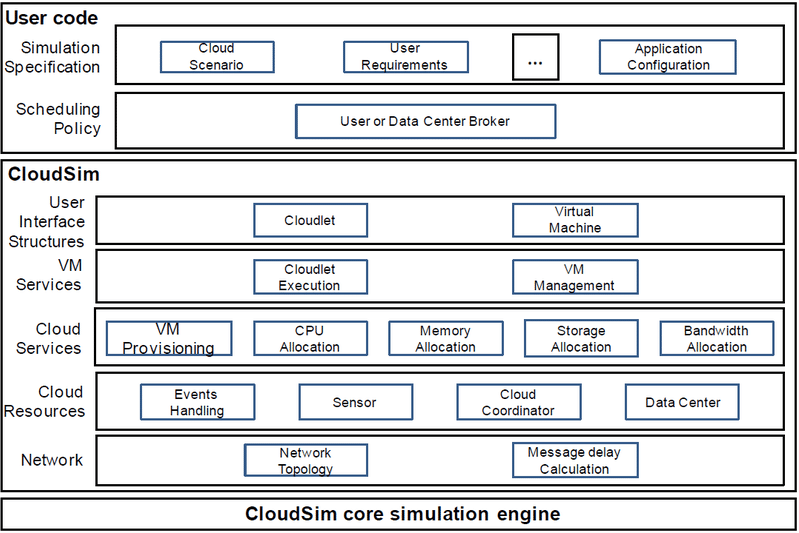 User code
Simulation
Specification
Cloud
Scenario
User
Requirements
...
Application
Configuration
Scheduling
Policy
User or Data Center Broker
CloudSim
User
Interface
Structures
Cloudlet
Virtual
Machine
VM
Services
Cloudlet
Execution
VM
Management
Cloud
Services
VM
Provisioning
CPU
Allocation
Memory
Allocation
Storage
Allocation
Bandwidth
Allocation
Cloud
Resources
Events
Handling
Sensor
Cloud
Coordinator
Data Center
Network
Network
Topology
Message delay
Calculation
CloudSim core simulation engine